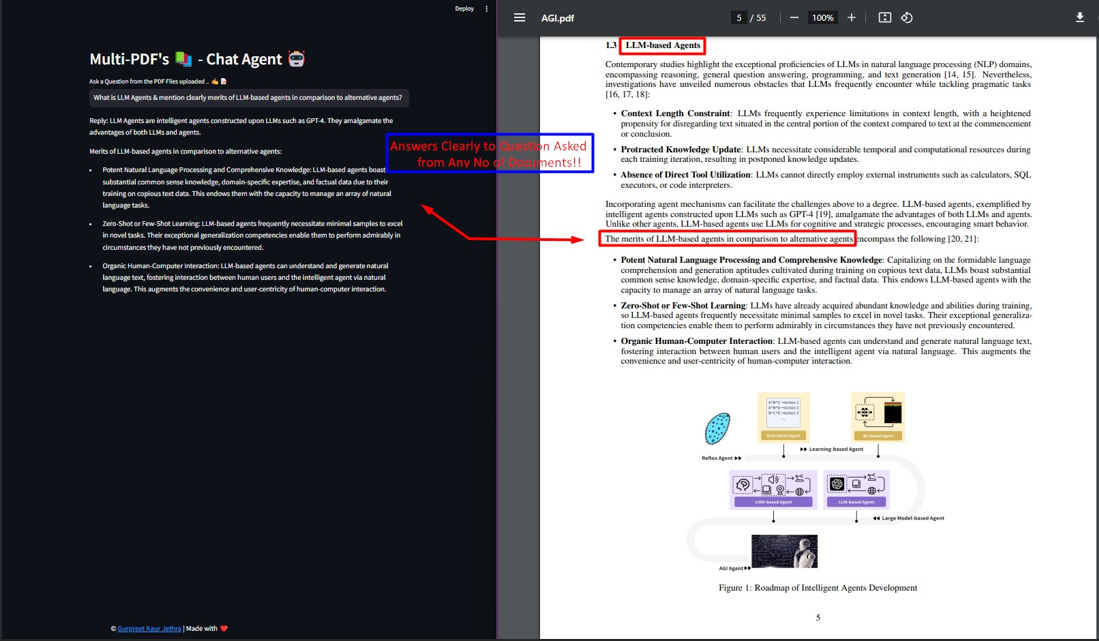 Deploy
Multi-PDF's 📚 - Chat Agent 🤖
Ask a Question from the PDF Files uploaded .. ✍️📝
What is LLM Agents & mention clearly merits of LLM-based agents in comparison to alternative agents?
Reply: LLM Agents are intelligent agents constructed upon LLMs such as GPT-4. They amalgamate the
advantages of both LLMs and agents.
Merits of LLM-based agents in comparison to alternative agents:
• Potent Natural Language Processing and Comprehensive Knowledge: LLM-based agents boast
substantial common sense knowledge, domain-specific expertise, and factual data due to their
training on copious text data. This endows them with the capacity to manage an array of natural
language tasks.
• Zero-Shot or Few-Shot Learning: LLM-based agents frequently necessitate minimal samples to excel
in novel tasks. Their exceptional generalization competencies enable them to perform admirably in
circumstances they have not previously encountered.
• Organic Human-Computer Interaction: LLM-based agents can understand and generate natural
language text, fostering interaction between human users and the intelligent agent via natural
language. This augments the convenience and user-centricity of human-computer interaction.
© Gurpreet Kaur Jethra | Made with ❤️
Answers Clearly to Question Asked
from Any No of Documents!!
AGI.pdf
5 / 55
100%
1.3 LLM-based Agents
Contemporary studies highlight the exceptional proficiencies of LLMs in natural language processing (NLP) domains,
encompassing reasoning, general question answering, programming, and text generation [14, 15]. Nevertheless,
investigations have unveiled numerous obstacles that LLMs frequently encounter while tackling pragmatic tasks
[16, 17, 18]:
• Context Length Constraint: LLMs frequently experience limitations in context length, with a heightened
propensity for disregarding text situated in the central portion of the context compared to text at the commencement
or conclusion.
• Protracted Knowledge Update: LLMs necessitate considerable temporal and computational resources during
each training iteration, resulting in postponed knowledge updates.
• Absence of Direct Tool Utilization: LLMs cannot directly employ external instruments such as calculators, SQL
executors, or code interpreters.
Incorporating agent mechanisms can facilitate the challenges above to a degree. LLM-based agents, exemplified by
intelligent agents constructed upon LLMs such as GPT-4 [19], amalgamate the advantages of both LLMs and agents.
Unlike other agents, LLM-based agents use LLMs for cognitive and strategic processes, encouraging smart behavior.
The merits of LLM-based agents in comparison to alternative agents encompass the following [20, 21]:
• Potent Natural Language Processing and Comprehensive Knowledge: Capitalizing on the formidable language
comprehension and generation aptitudes cultivated during training on copious text data, LLMs boast substantial
common sense knowledge, domain-specific expertise, and factual data. This endows LLM-based agents with the
capacity to manage an array of natural language tasks.
• Zero-Shot or Few-Shot Learning: LLMs have already acquired abundant knowledge and abilities during training,
so LLM-based agents frequently necessitate minimal samples to excel in novel tasks. Their exceptional generaliza-
tion competencies enable them to perform admirably in circumstances they have not previously encountered.
• Organic Human-Computer Interaction: LLM-based agents can understand and generate natural language text,
fostering interaction between human users and the intelligent agent via natural language. This augments the
convenience and user-centricity of human-computer interaction.
A*B*C→Action 1
A*B*D→Action 2
Rule-based Agent
RL-based Agent
Learning-based Agent
Reflex Agent
LMM-based Agent
LLM-based Agent
Large Model-based Agent
AGI Agent
Figure 1: Roadmap of Intelligent Agents Development
5